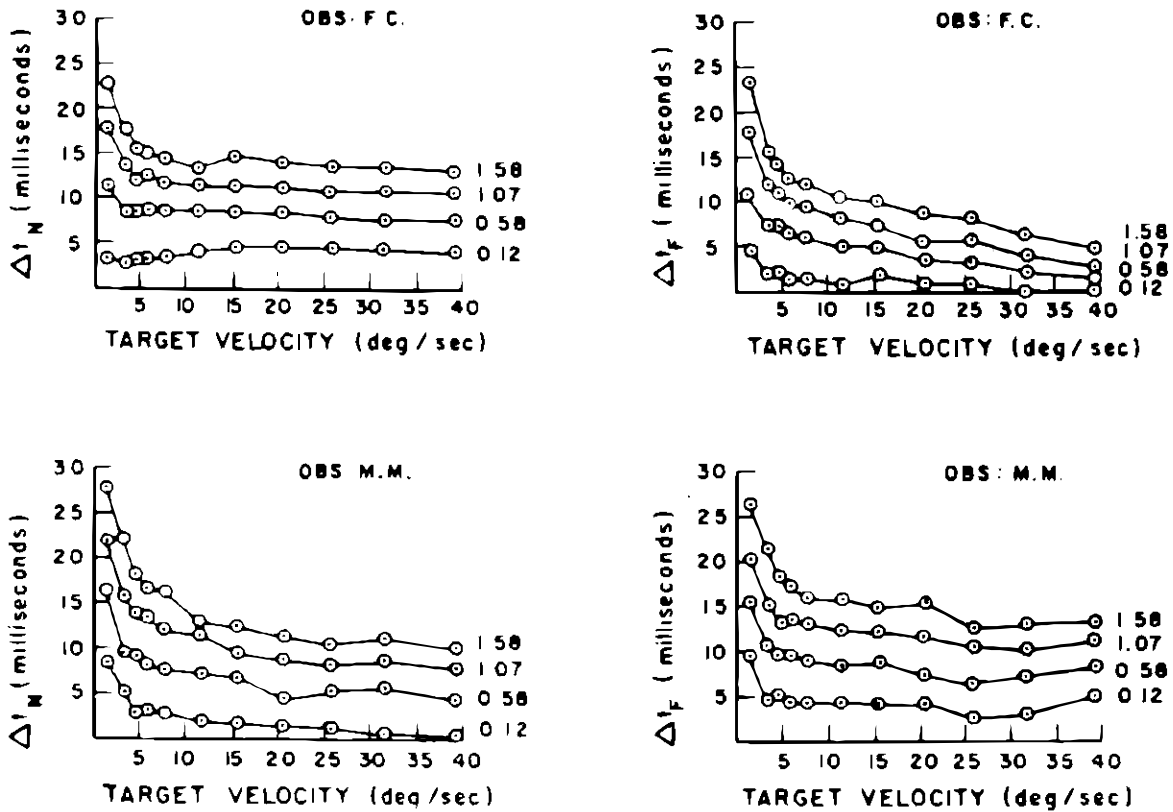 OBS: F.C.
Δt_N (milliseconds)
30
25
20
15
10
5
1.58
1.07
0.58
0.12
5 10 15 20 25 30 35 40
TARGET VELOCITY (deg/sec)
OBS: F.C.
Δt_F (milliseconds)
30
25
20
15
10
5
1.58
1.07
0.58
0.12
5 10 15 20 25 30 35 40
TARGET VELOCITY (deg/sec)
OBS M.M.
Δt_N (milliseconds)
30
25
20
15
10
5
1.58
1.07
0.58
0.12
5 10 15 20 25 30 35 40
TARGET VELOCITY (deg/sec)
OBS: M.M.
Δt_F (milliseconds)
30
25
20
15
10
5
1.58
1.07
0.58
0.12
5 10 15 20 25 30 35 40
TARGET VELOCITY (deg/sec)